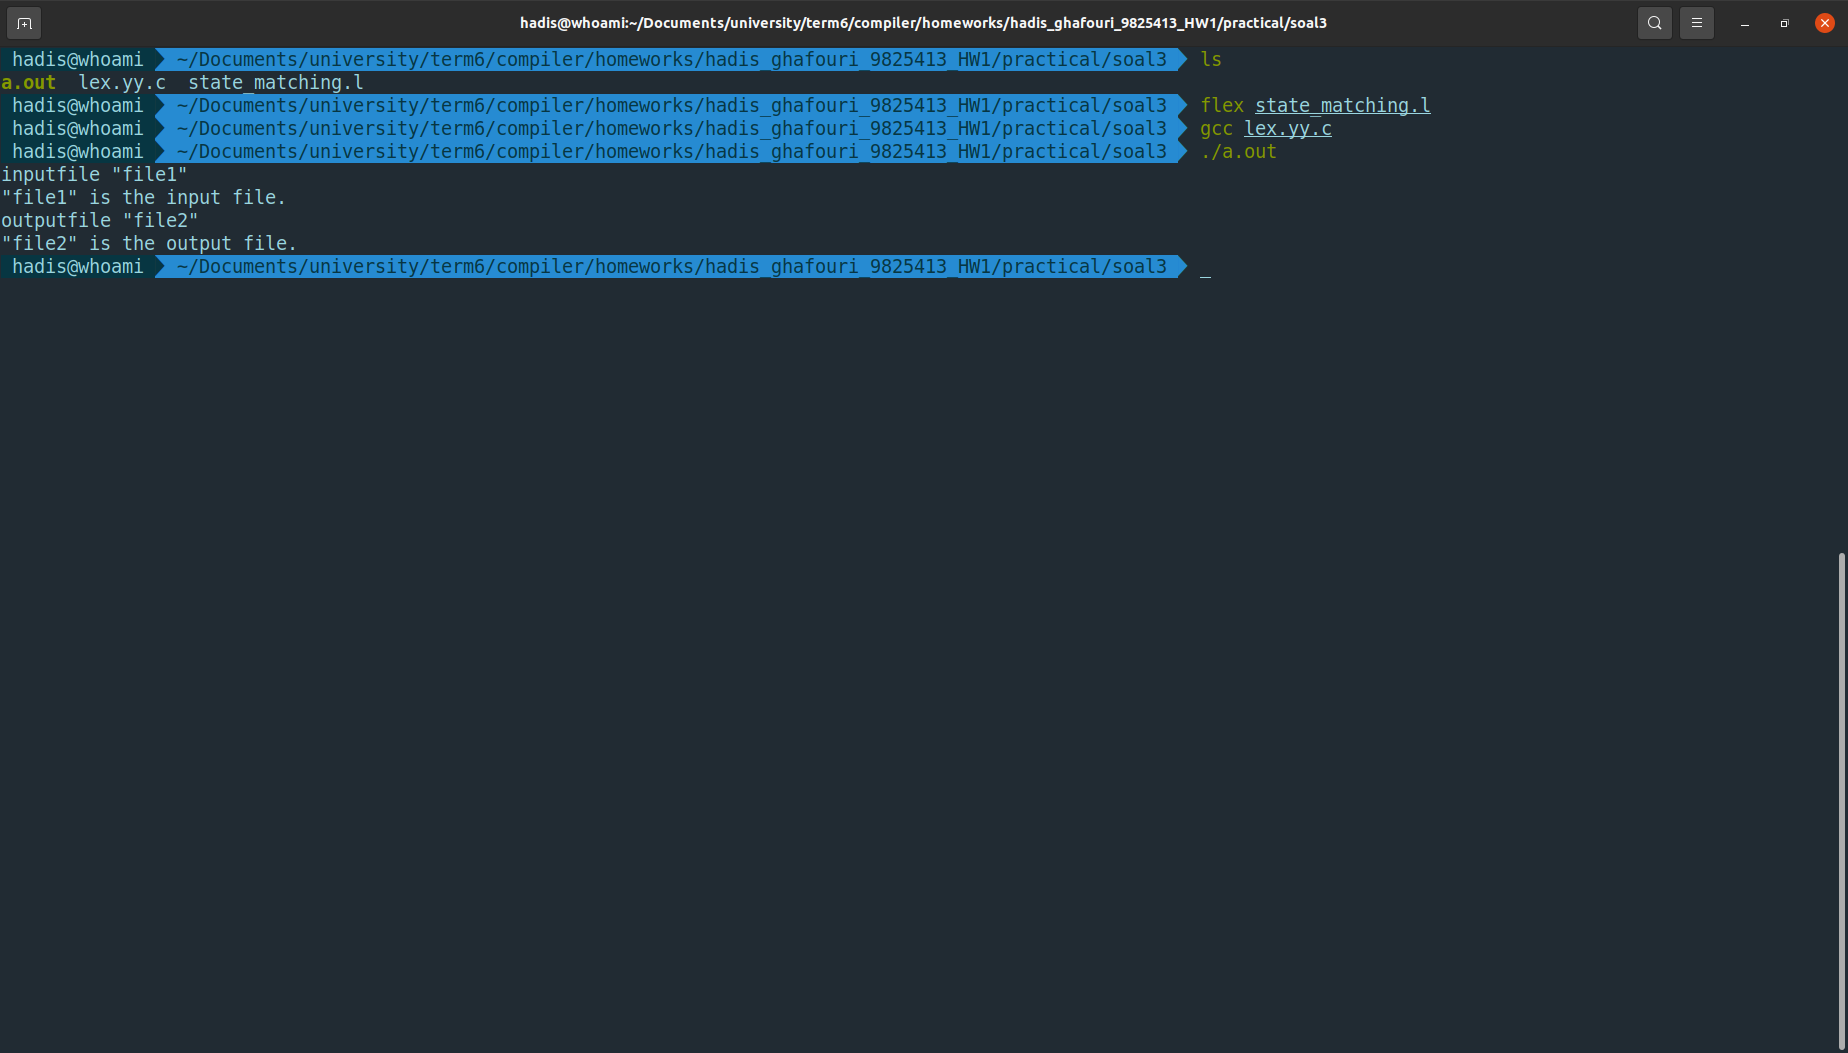 hadis@whoami:~/Documents/university/term6/compiler/homeworks/hadis_ghafouri_9825413_HW1/practical/soal3
hadis@whoami ~/Documents/university/term6/compiler/homeworks/hadis_ghafouri_9825413_HW1/practical/soal3 ls
a.out lex.yy.c state_matching.l
hadis@whoami ~/Documents/university/term6/compiler/homeworks/hadis_ghafouri_9825413_HW1/practical/soal3 flex state_matching.l
hadis@whoami ~/Documents/university/term6/compiler/homeworks/hadis_ghafouri_9825413_HW1/practical/soal3 gcc lex.yy.c
hadis@whoami ~/Documents/university/term6/compiler/homeworks/hadis_ghafouri_9825413_HW1/practical/soal3 ./a.out
inputfile "file1"
"file1" is the input file.
outputfile "file2"
"file2" is the output file.
hadis@whoami ~/Documents/university/term6/compiler/homeworks/hadis_ghafouri_9825413_HW1/practical/soal3 _